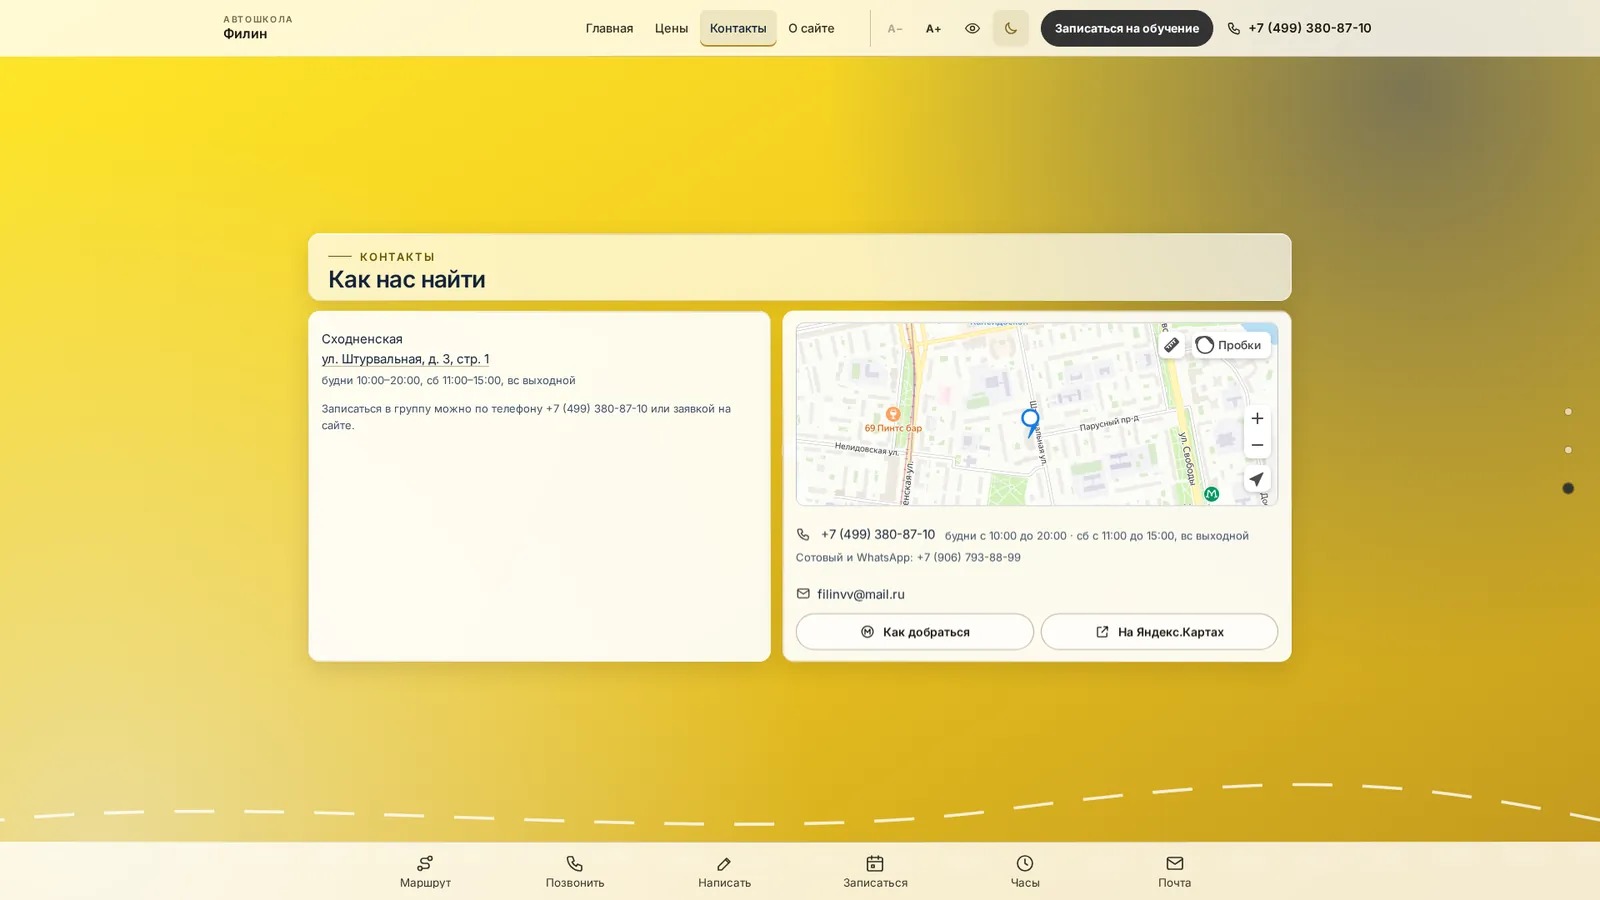 АВТОШКОЛА
Филин
Главная Цены Контакты О сайте A− A+ Записаться на обучение +7 (499) 380-87-10
КОНТАКТЫ
Как нас найти
Сходненская
ул. Штурвальная, д. 3, стр. 1
будни 10:00–20:00, сб 11:00–15:00, вс выходной
Записаться в группу можно по телефону +7 (499) 380-87-10 или заявкой на
сайте.
Пробки
69 Пинтс бар
Парусный пр-д
Нелидовская ул.
ул. Свободы
+7 (499) 380-87-10 будни с 10:00 до 20:00 · сб с 11:00 до 15:00, вс выходной
Сотовый и WhatsApp: +7 (906) 793-88-99
filinvv@mail.ru
Как добраться На Яндекс.Картах
Маршрут Позвонить Написать Записаться Часы Почта